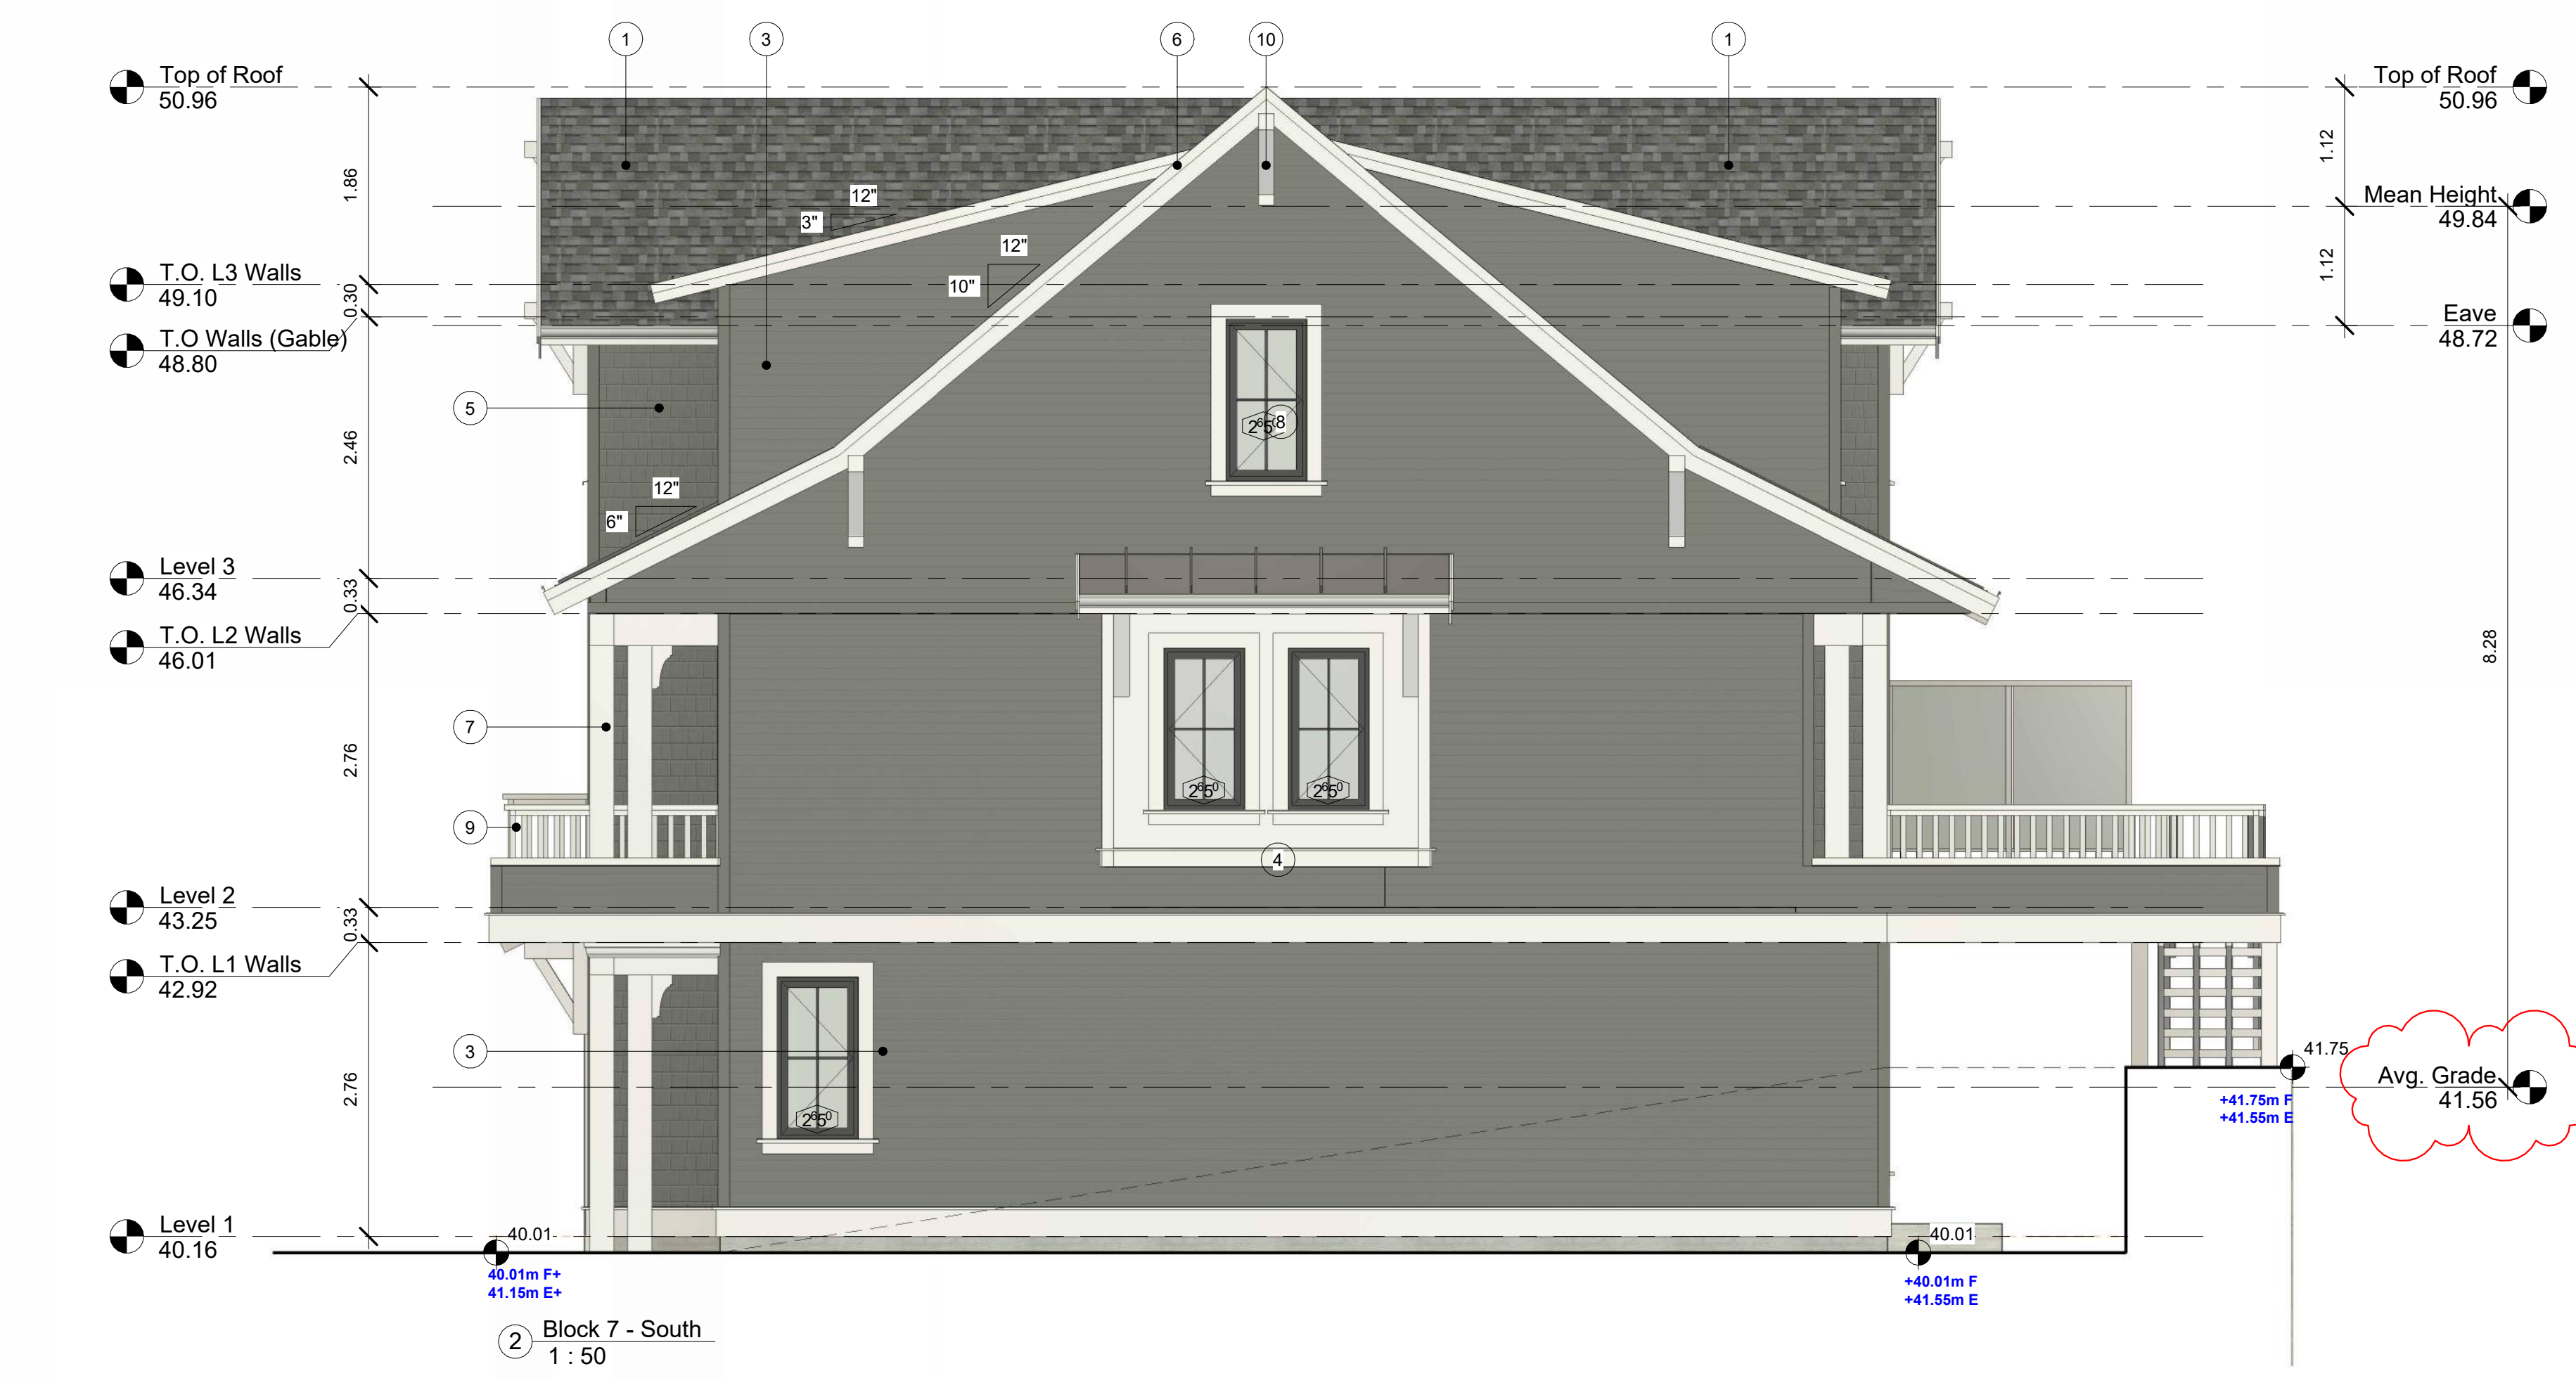 1
3
6
10
1
Top of Roof
50.96
Top of Roof
50.96
1.86
1.12
12"
3"
Mean Height
49.84
12"
10"
T.O. L3 Walls
49.10
0.30
1.12
T.O Walls (Gable)
48.80
Eave
48.72
5
2.46
2⁶5⁰
8
12"
6"
Level 3
46.34
0.33
T.O. L2 Walls
46.01
8.28
7
2.76
2⁶5⁰
2⁶5⁰
9
4
Level 2
43.25
0.33
T.O. L1 Walls
42.92
3
2.76
2⁶5⁰
41.75
Avg. Grade
41.56
+41.75m F
+41.55m E
Level 1
40.16
40.01
40.01
40.01m F+
41.15m E+
+40.01m F
+41.55m E
2
Block 7 - South
1 : 50